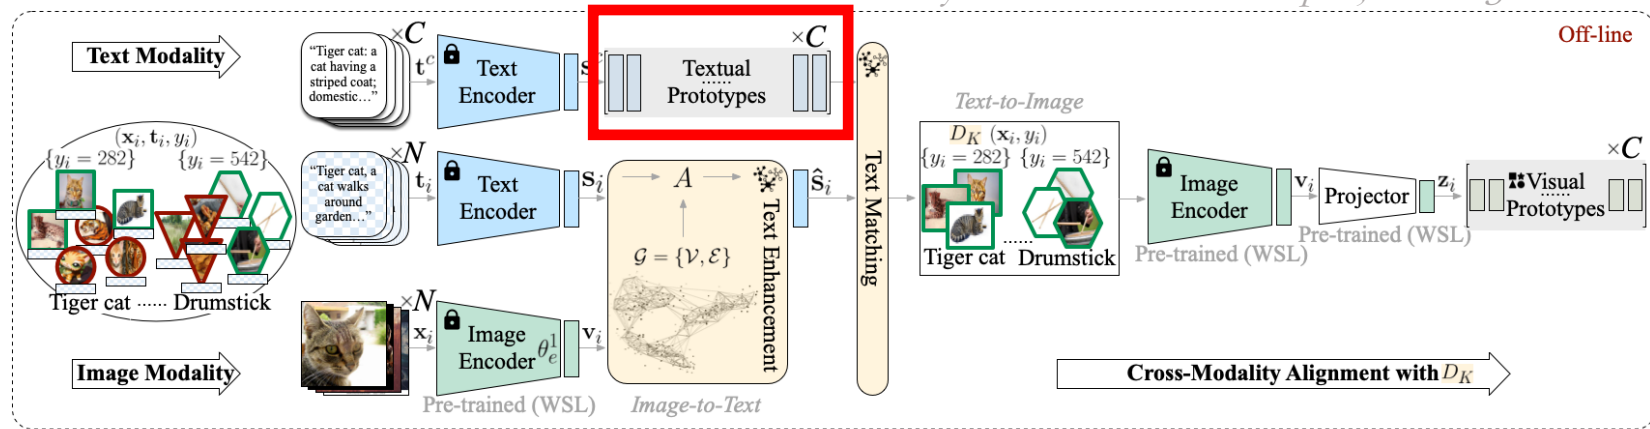 Off-line
Text Modality
×C
“Tiger cat: a
cat having a
striped coat;
domestic…”
t^c
Text
Encoder
×C
Textual
......
Prototypes
(x_i, t_i, y_i)
{y_i = 282} {y_i = 542}
Tiger cat ...... Drumstick
×N
“Tiger cat, a
cat walks
around
garden…”
t_i
Text
Encoder
s_i
A
G = {V, E}
Text Enhancement
ŝ_i
Text Matching
×N
x_i
Image
Encoder θ_e^1
v_i
Pre-trained (WSL)
Image-to-Text
Image Modality
Text-to-Image
D_K (x_i, y_i)
{y_i = 282} {y_i = 542}
......
Tiger cat Drumstick
Image
Encoder
Pre-trained (WSL)
v_i
Projector
Pre-trained (WSL)
z_i
×C
Visual
......
Prototypes
Cross-Modality Alignment with D_K